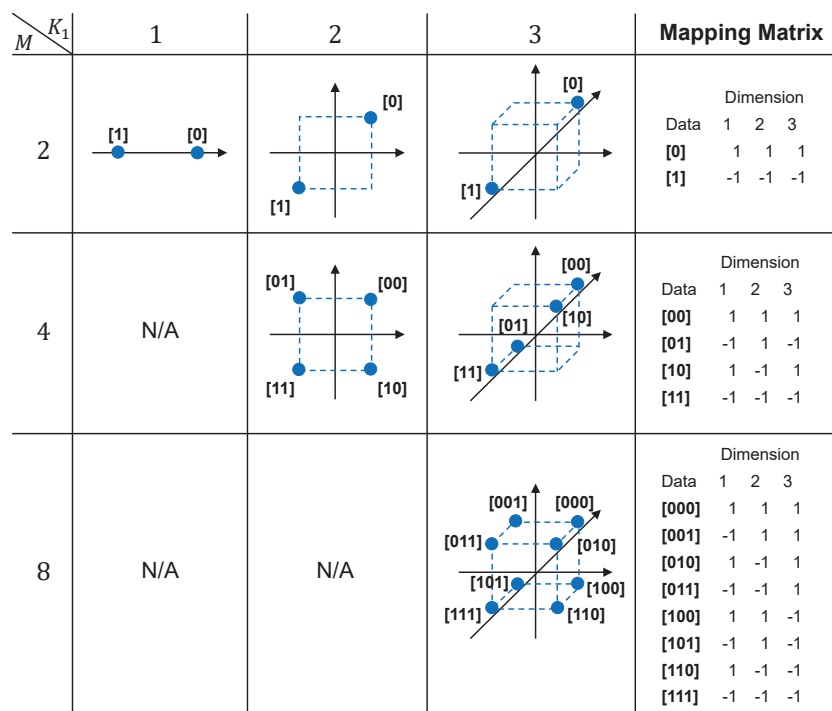 M K1 1 2 3 Mapping Matrix
2
[1] [0]
[0]
[1]
[0]
[1]
Dimension
Data 1 2 3
[0] 1 1 1
[1] -1 -1 -1
4
N/A
[01] [00]
[11] [10]
[00]
[10]
[01]
[11]
Dimension
Data 1 2 3
[00] 1 1 1
[01] -1 1 -1
[10] 1 -1 1
[11] -1 -1 -1
8
N/A
N/A
[001] [000]
[011] [010]
[101] [100]
[111] [110]
Dimension
Data 1 2 3
[000] 1 1 1
[001] -1 1 1
[010] 1 -1 1
[011] -1 -1 1
[100] 1 1 -1
[101] -1 1 -1
[110] 1 -1 -1
[111] -1 -1 -1